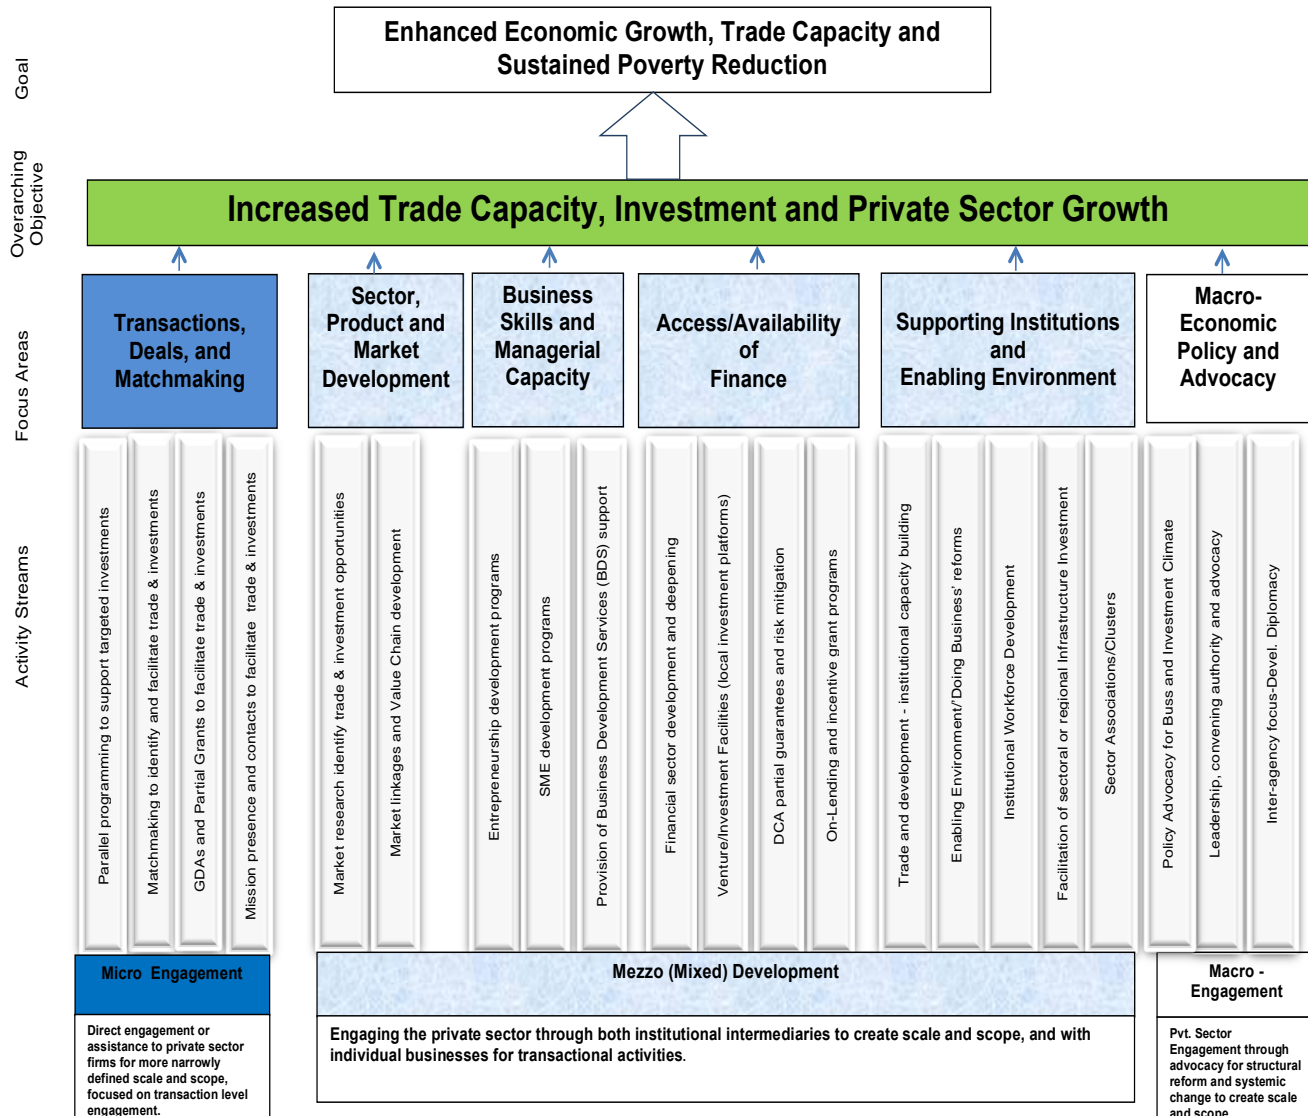 Goal
Enhanced Economic Growth, Trade Capacity and
Sustained Poverty Reduction
Overarching
Objective
Increased Trade Capacity, Investment and Private Sector Growth
Focus Areas
Transactions,
Deals, and
Matchmaking
Sector,
Product and
Market
Development
Business
Skills and
Managerial
Capacity
Access/Availability
of
Finance
Supporting Institutions
and
Enabling Environment
Macro-
Economic
Policy and
Advocacy
Activity Streams
Parallel programming to support targeted investments
Matchmaking to identify and facilitate trade & investments
GDAs and Partial Grants to facilitate trade & investments
Mission presence and contacts to facilitate trade & investments
Market research identify trade & investment opportunities
Market linkages and Value Chain development
Entrepreneurship development programs
SME development programs
Provision of Business Development Services (BDS) support
Financial sector development and deepening
Venture/Investment Facilities (local investment platforms)
DCA partial guarantees and risk mitigation
On-Lending and incentive grant programs
Trade and development - institutional capacity building
Enabling Environment/'Doing Business' reforms
Institutional Workforce Development
Facilitation of sectoral or regional Infrastructure Investment
Sector Associations/Clusters
Policy Advocacy for Buss and Investment Climate
Leadership, convening authority and advocacy
Inter-agency focus-Devel. Diplomacy
Micro Engagement
Direct engagement or
assistance to private sector
firms for more narrowly
defined scale and scope,
focused on transaction level
engagement.
Mezzo (Mixed) Development
Engaging the private sector through both institutional intermediaries to create scale and scope, and with
individual businesses for transactional activities.
Macro -
Engagement
Pvt. Sector
Engagement through
advocacy for structural
reform and systemic
change to create scale
and scope